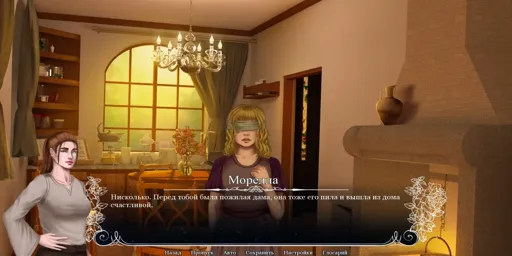 Морелла
Нисколько. Перед тобой была пожилая дама, она тоже его пила и вышла из дома
счастливой.
Назад Пропуск Авто Сохранить Настройки Глоссарий